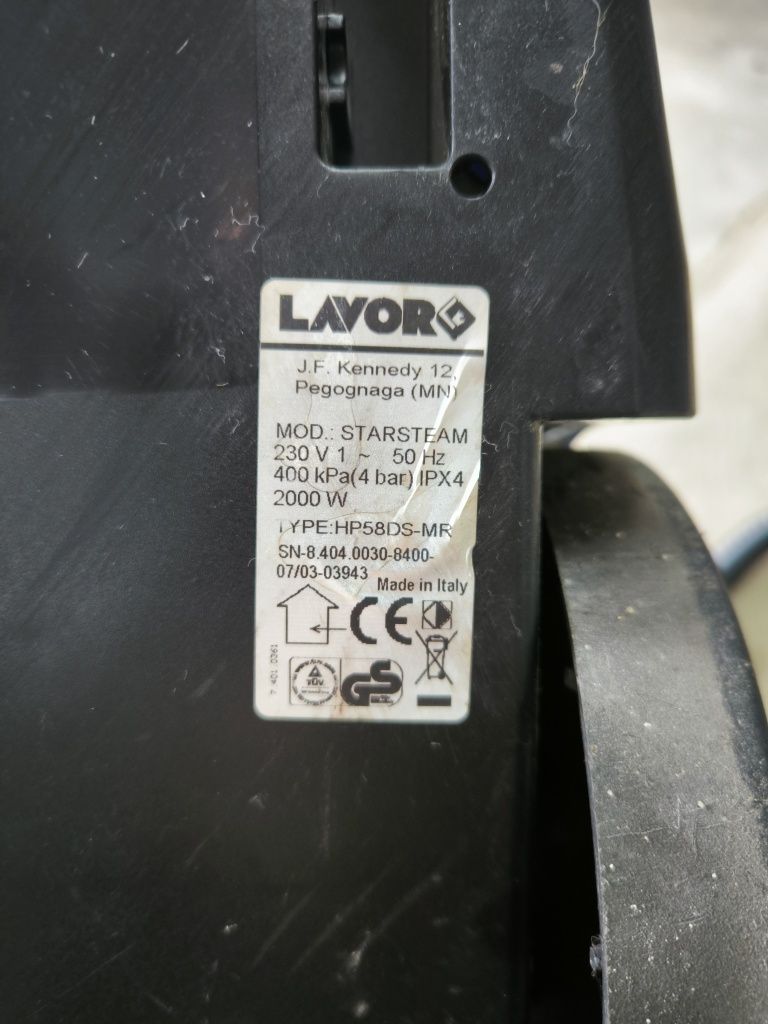 LAVOR
J.F. Kennedy 12,
Pegognaga (MN)
MOD.: STARSTEAM
230 V 1 ~ 50 Hz
400 kPa(4 bar) IPX4
2000 W
TYPE:HP58DS-MR
SN-8.404.0030-8400-
07/03-03943
Made in Italy
CE
TÜV
GS